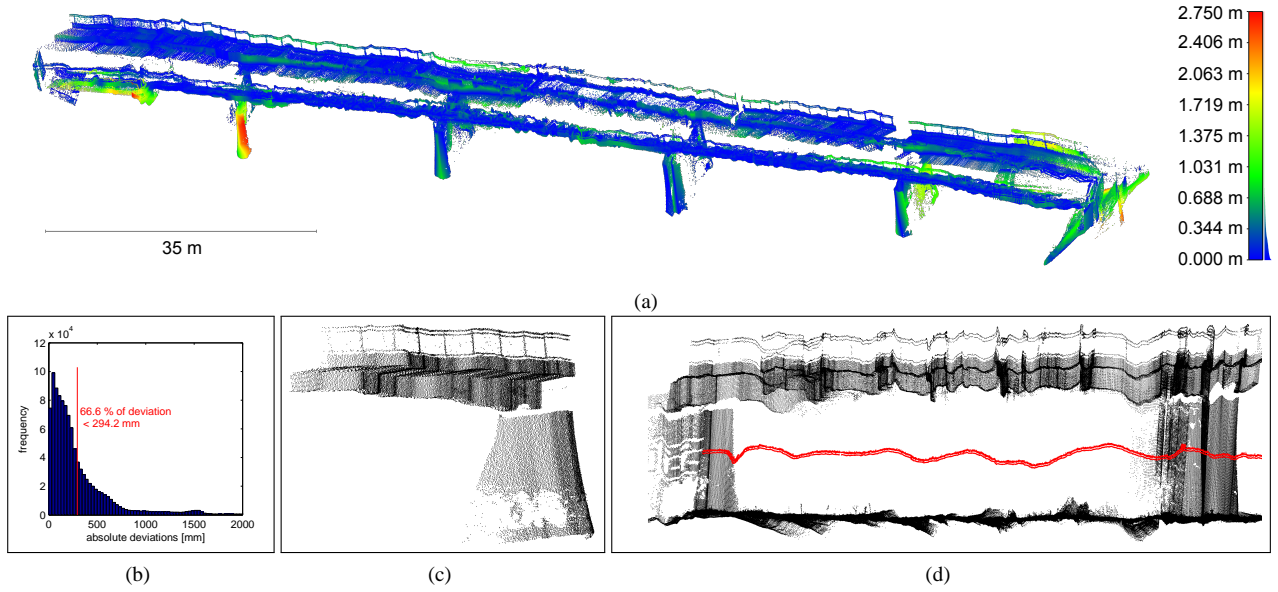 2.750 m
2.406 m
2.063 m
1.719 m
1.375 m
1.031 m
0.688 m
0.344 m
0.000 m
35 m
(a)
x 10^4
12
10
8
6
4
2
0
frequency
66.6 % of deviation
< 294.2 mm
0 500 1000 1500 2000
absolute deviations [mm]
(b)
(c)
(d)